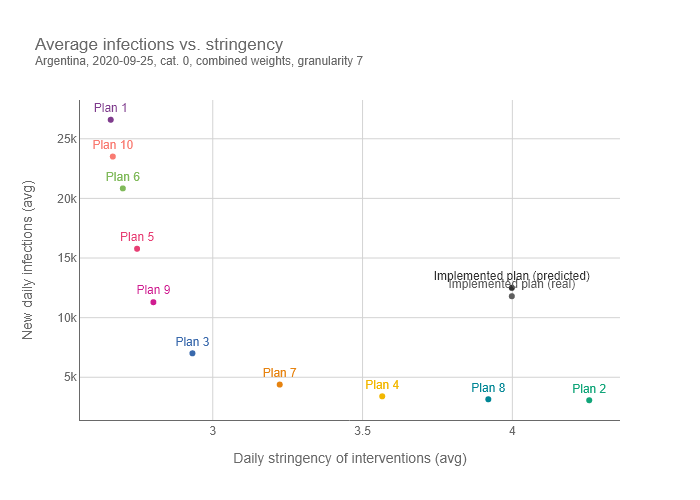 Average infections vs. stringency
Argentina, 2020-09-25, cat. 0, combined weights, granularity 7
Plan 1
25k
Plan 10
Plan 6
20k
Plan 5
15k
Implemented plan (predicted)
Implemented plan (real)
Plan 9
10k
Plan 3
Plan 7
5k
Plan 4
Plan 8
Plan 2
3
3.5
4
New daily infections (avg)
Daily stringency of interventions (avg)